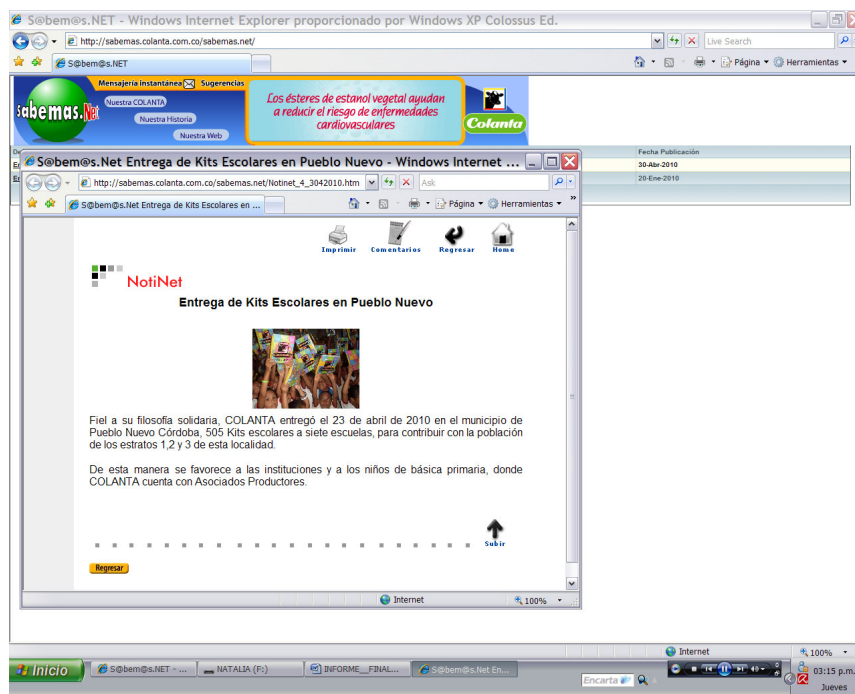 S@bem@s.NET - Windows Internet Explorer proporcionado por Windows XP Colossus Ed.
http://sabemas.colanta.com.co/sabemas.net/
Live Search
S@bem@s.NET
Página
Herramientas
Mensajería instantánea Sugerencias
Sabemas.Net
Nuestra COLANTA
Nuestra Historia
Nuestra Web
Los ésteres de estanol vegetal ayudan
a reducir el riesgo de enfermedades
cardiovasculares
Colanta
Fecha Publicación
30-Abr-2010
20-Ene-2010
S@bem@s.Net Entrega de Kits Escolares en Pueblo Nuevo - Windows Internet ...
http://sabemas.colanta.com.co/sabemas.net/Notinet_4_3042010.htm
Ask
S@bem@s.Net Entrega de Kits Escolares en ...
Página
Herramientas
Imprimir Comentarios Regresar Home
NotiNet
Entrega de Kits Escolares en Pueblo Nuevo
Fiel a su filosofía solidaria, COLANTA entregó el 23 de abril de 2010 en el municipio de
Pueblo Nuevo Córdoba, 505 Kits escolares a siete escuelas, para contribuir con la población
de los estratos 1,2 y 3 de esta localidad.
De esta manera se favorece a las instituciones y a los niños de básica primaria, donde
COLANTA cuenta con Asociados Productores.
Subir
Regresar
Internet
100%
Internet
100%
Inicio
S@bem@s.NET - ...
NATALIA (F:)
INFORME__FINAL...
S@bem@s.Net En...
Encarta
03:15 p.m.
Jueves